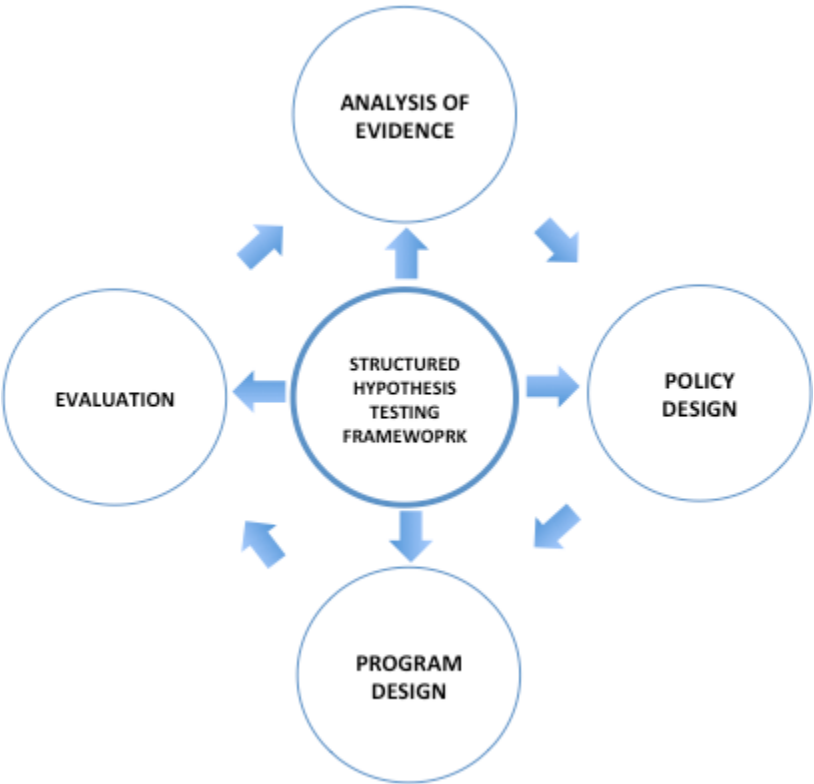 ANALYSIS OF
EVIDENCE
STRUCTURED
HYPOTHESIS
TESTING
FRAMEWOPRK
EVALUATION
POLICY
DESIGN
PROGRAM
DESIGN